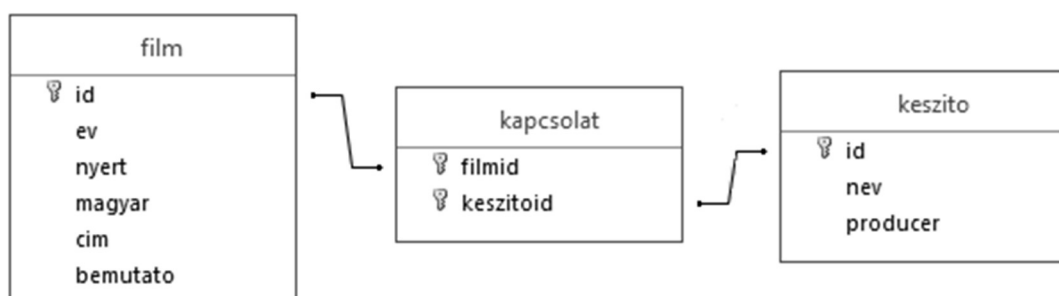 film
id
ev
nyert
magyar
cim
bemutato
kapcsolat
filmid
keszitoid
keszito
id
nev
producer